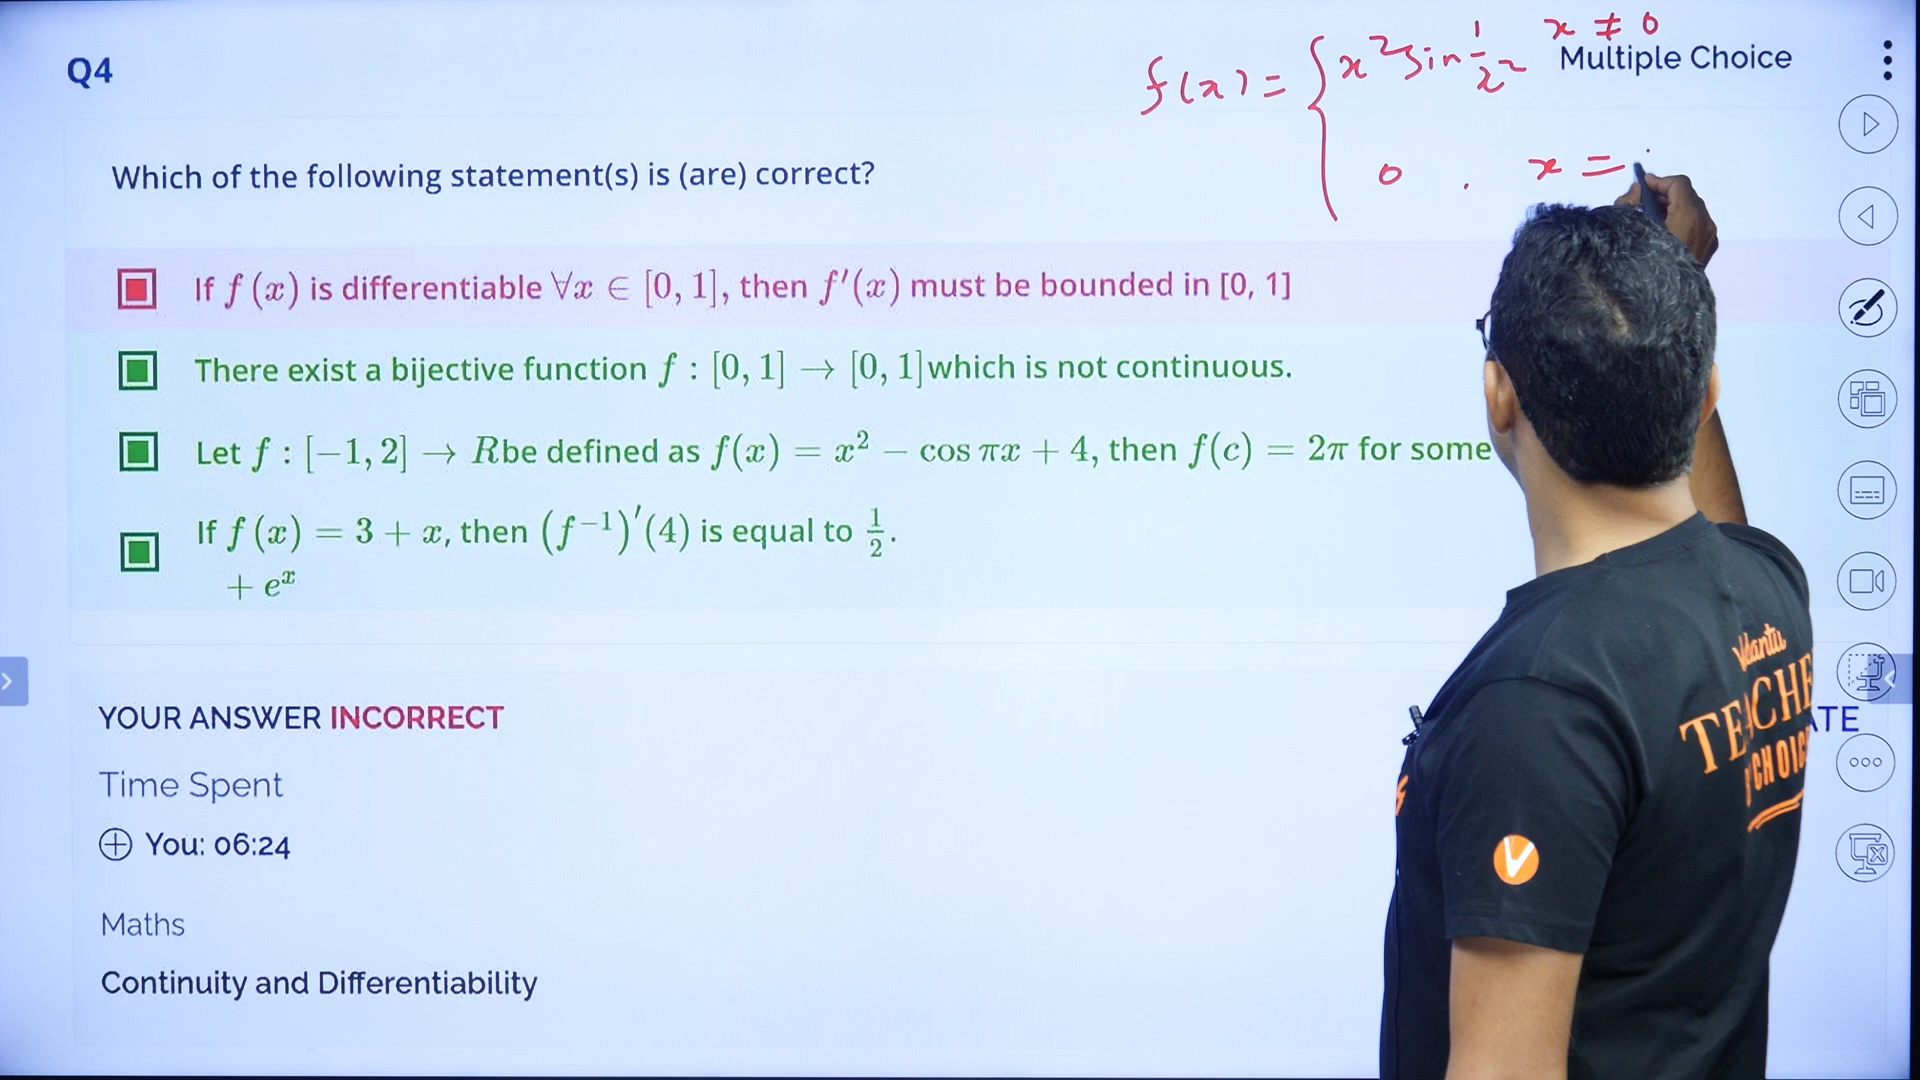 Q4
f(x) = { x² sin 1/x² x ≠ 0
Multiple Choice
0 . x =
Which of the following statement(s) is (are) correct?
If f (x) is differentiable ∀x ∈ [0, 1], then f′(x) must be bounded in [0, 1]
There exist a bijective function f : [0, 1] → [0, 1]which is not continuous.
Let f : [−1, 2] → Rbe defined as f(x) = x² − cos πx + 4, then f(c) = 2π for some
If f (x) = 3 + x, then (f⁻¹)′(4) is equal to 1/2.
+ eˣ
YOUR ANSWER INCORRECT
Time Spent
You: 06:24
Maths
Continuity and Differentiability
Vedantu
V